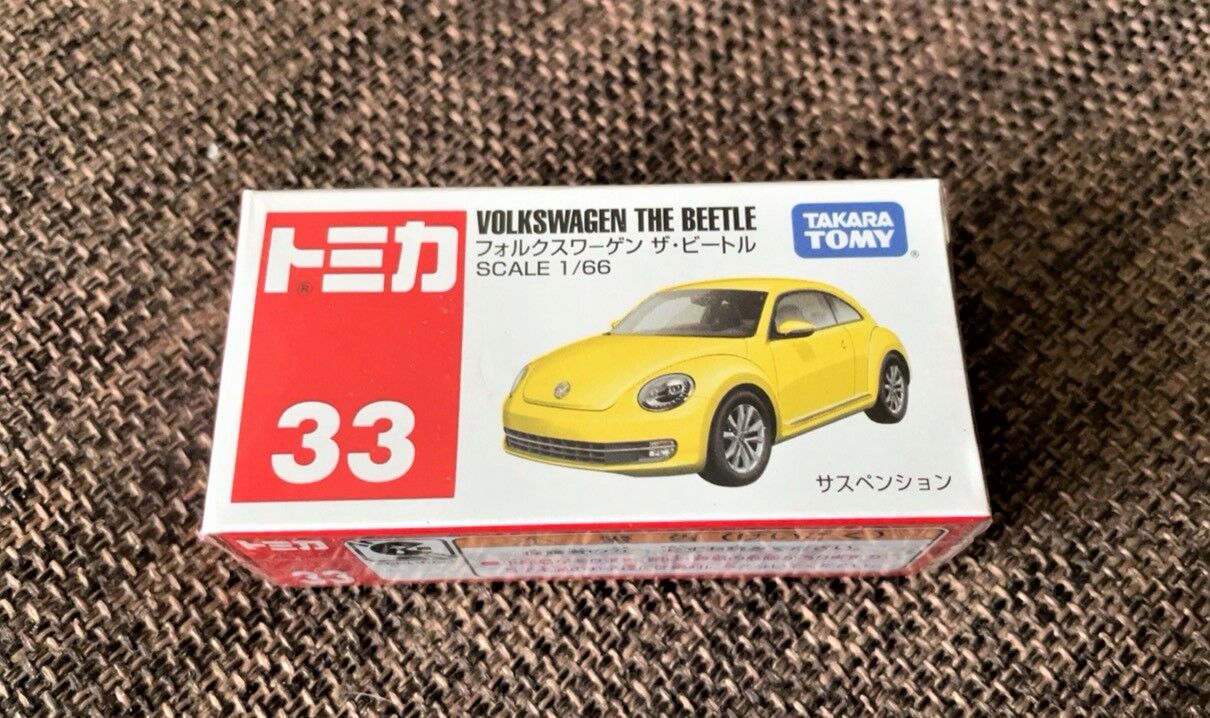 トミカ
®
33
VOLKSWAGEN THE BEETLE
フォルクスワーゲン ザ・ビートル
SCALE 1/66
TAKARA
TOMY
®
サスペンション
トミカ
33